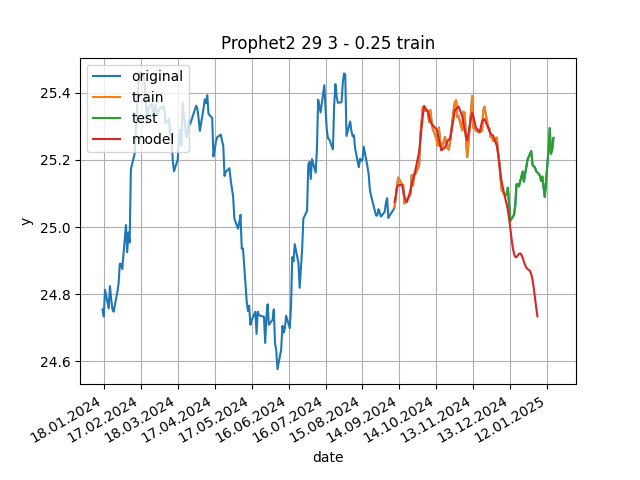 Prophet2 29 3 - 0.25 train
original
train
test
model
25.4
25.2
25.0
24.8
24.6
y
18.01.2024
17.02.2024
18.03.2024
17.04.2024
17.05.2024
16.06.2024
16.07.2024
15.08.2024
14.09.2024
14.10.2024
13.11.2024
13.12.2024
12.01.2025
date